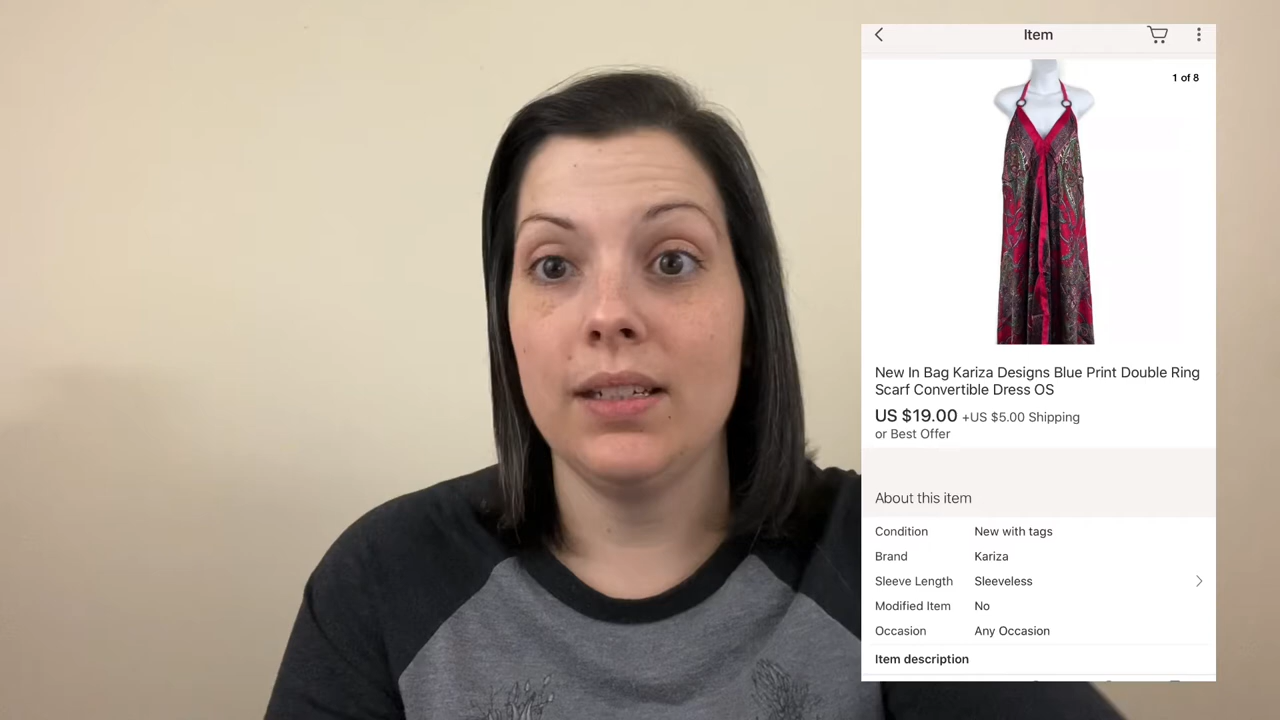 Item
1 of 8
New In Bag Kariza Designs Blue Print Double Ring
Scarf Convertible Dress OS
US $19.00 +US $5.00 Shipping
or Best Offer
About this item
Condition New with tags
Brand Kariza
Sleeve Length Sleeveless
Modified Item No
Occasion Any Occasion
Item description